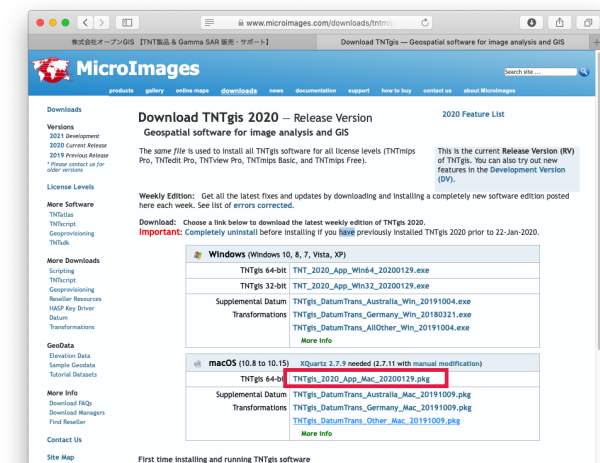 www.microimages.com/downloads/tntmi
株式会社オープンGIS 【TNT製品 & Gamma SAR 販売・サポート】
Download TNTgis — Geospatial software for image analysis and GIS
MicroImages
Search site ...
products gallery online maps downloads news documentation support how to buy contact us about MicroImages
Downloads
Versions
2021 Development
2020 Current Release
2019 Previous Release
* Please contact us for
older versions
License Levels
More Software
TNTatlas
TNTscript
Geoprovisioning
TNTsdk
More Downloads
Scripting
TNTscript
Geoprovisioning
Reseller Resources
HASP Key Driver
Datum
Transformations
GeoData
Elevation Data
Sample Geodata
Tutorial Datasets
More Info
Download FAQs
Download Managers
Find Reseller
Contact Us
Site Map
Download TNTgis 2020 — Release Version
Geospatial software for image analysis and GIS
2020 Feature List
The same file is used to install all TNTgis software for all license levels (TNTmips
Pro, TNTedit Pro, TNTview Pro, TNTmips Basic, and TNTmips Free).
This is the current Release Version (RV)
of TNTgis. You can also try out new
features in the Development Version
(DV).
Weekly Edition: Get all the latest fixes and updates by downloading and installing a completely new software edition posted
here each week. See list of errors corrected.
Download: Choose a link below to download the latest weekly edition of TNTgis 2020.
Important: Completely uninstall before installing if you have previously installed TNTgis 2020 prior to 22-Jan-2020.
Windows (Windows 10, 8, 7, Vista, XP)
TNTgis 64-bit TNT_2020_App_Win64_20200129.exe
TNTgis 32-bit TNT_2020_App_Win32_20200129.exe
Supplemental Datum TNTgis_DatumTrans_Australia_Win_20191004.exe
Transformations TNTgis_DatumTrans_Germany_Win_20180321.exe
TNTgis_DatumTrans_AllOther_Win_20191004.exe
More info
macOS (10.8 to 10.15) XQuartz 2.7.9 needed (2.7.11 with manual modification)
TNTgis 64-bit TNTgis_2020_App_Mac_20200129.pkg
Supplemental Datum TNTgis_DatumTrans_Australia_Mac_20191009.pkg
Transformations TNTgis_DatumTrans_Germany_Mac_20191009.pkg
TNTgis_DatumTrans_Other_Mac_20191009.pkg
More info
First time installing and running TNTgis software